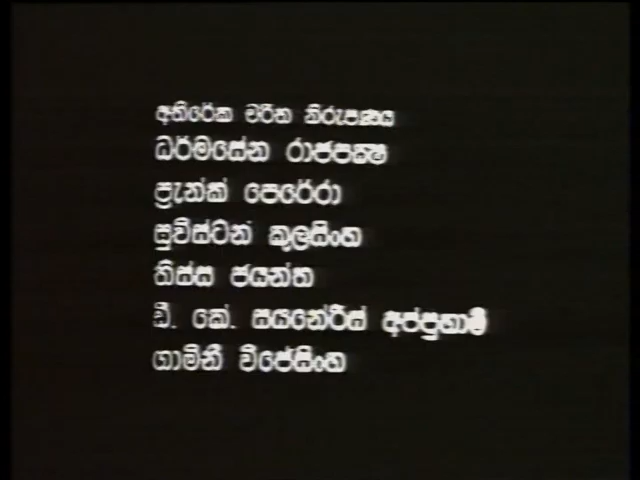 අතිරේක චරිත නිරුපණය
ධර්මසේන රාජපක්ෂ
ෆ්‍රැන්ක් පෙරේරා
සුවිස්ටන් කුලසිංහ
තිස්ස ජයන්ත
ඩී. කේ. සයනේරිස් අප්පුහාමි
ගාමිනී විජේසිංහ